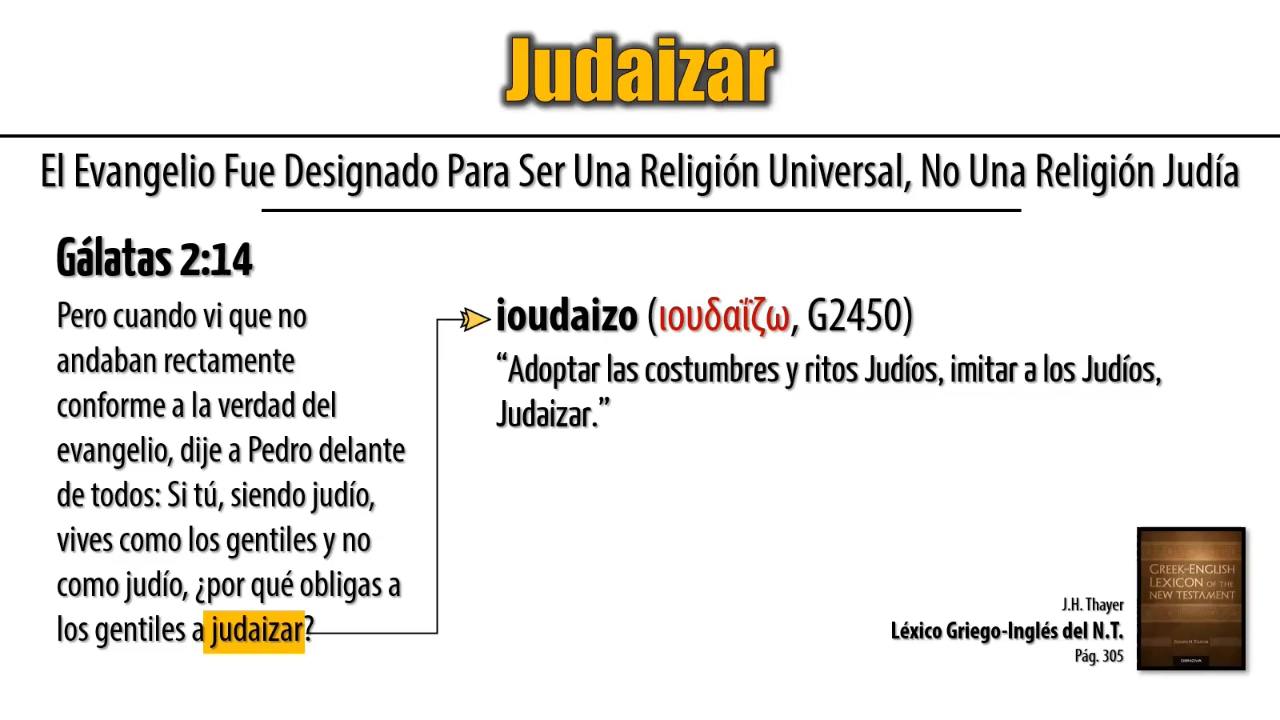 Judaizar
El Evangelio Fue Designado Para Ser Una Religión Universal, No Una Religión Judía
Gálatas 2:14
Pero cuando vi que no
andaban rectamente
conforme a la verdad del
evangelio, dije a Pedro delante
de todos: Si tú, siendo judío,
vives como los gentiles y no
como judío, ¿por qué obligas a
los gentiles a judaizar?
ioudaizo (ιουδαΐζω, G2450)
“Adoptar las costumbres y ritos Judíos, imitar a los Judíos,
Judaizar.”
J.H. Thayer
Léxico Griego-Inglés del N.T.
Pág. 305
GREEK-ENGLISH
LEXICON OF THE
NEW TESTAMENT